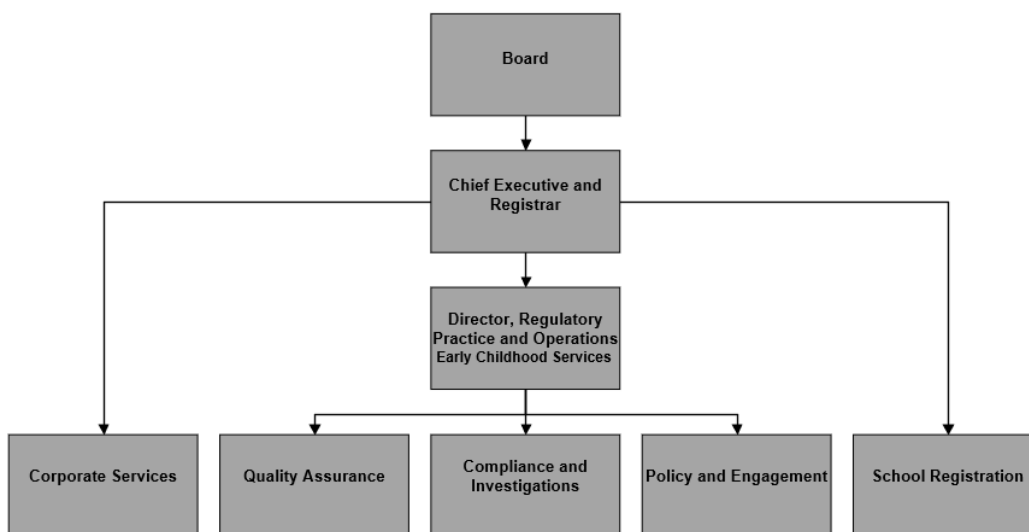 Board
Chief Executive and
Registrar
Director, Regulatory
Practice and Operations
Early Childhood Services
Corporate Services
Quality Assurance
Compliance and
Investigations
Policy and Engagement
School Registration